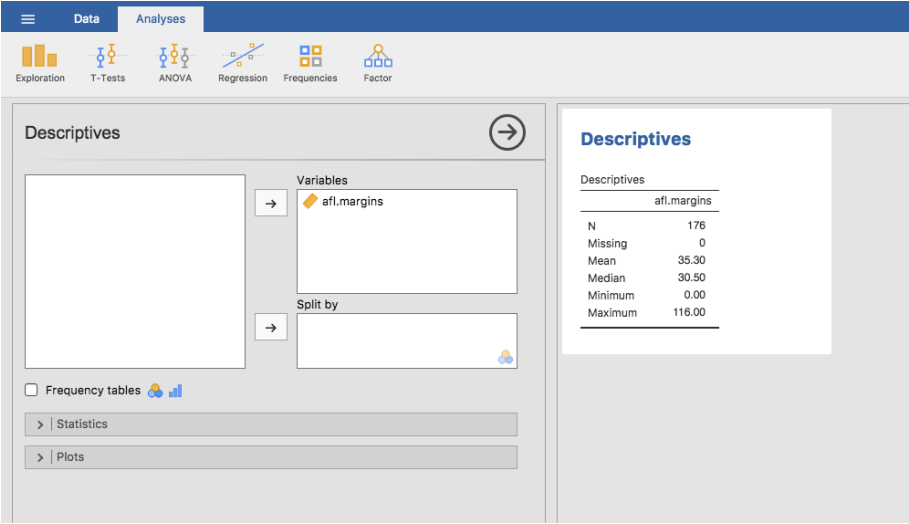 Data Analyses
Exploration T-Tests ANOVA Regression Frequencies Factor
Descriptives
Variables
afl.margins
Split by
Frequency tables
Statistics
Plots
Descriptives
Descriptives
afl.margins
N 176
Missing 0
Mean 35.30
Median 30.50
Minimum 0.00
Maximum 116.00